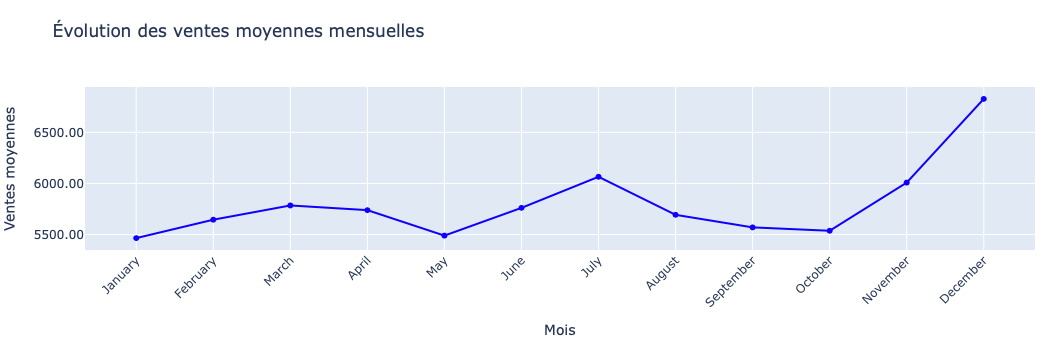 Évolution des ventes moyennes mensuelles
Ventes moyennes
6500.00
6000.00
5500.00
January
February
March
April
May
June
July
August
September
October
November
December
Mois